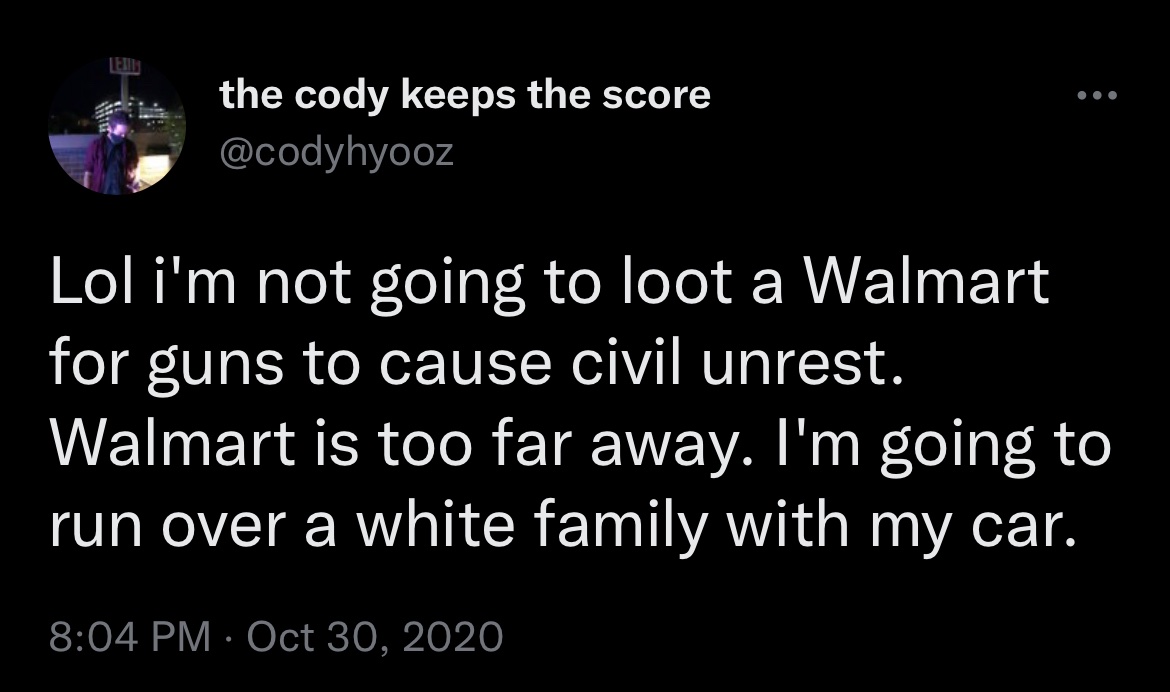 the cody keeps the score
@codyhyooz
Lol i'm not going to loot a Walmart
for guns to cause civil unrest.
Walmart is too far away. I'm going to
run over a white family with my car.
8:04 PM · Oct 30, 2020